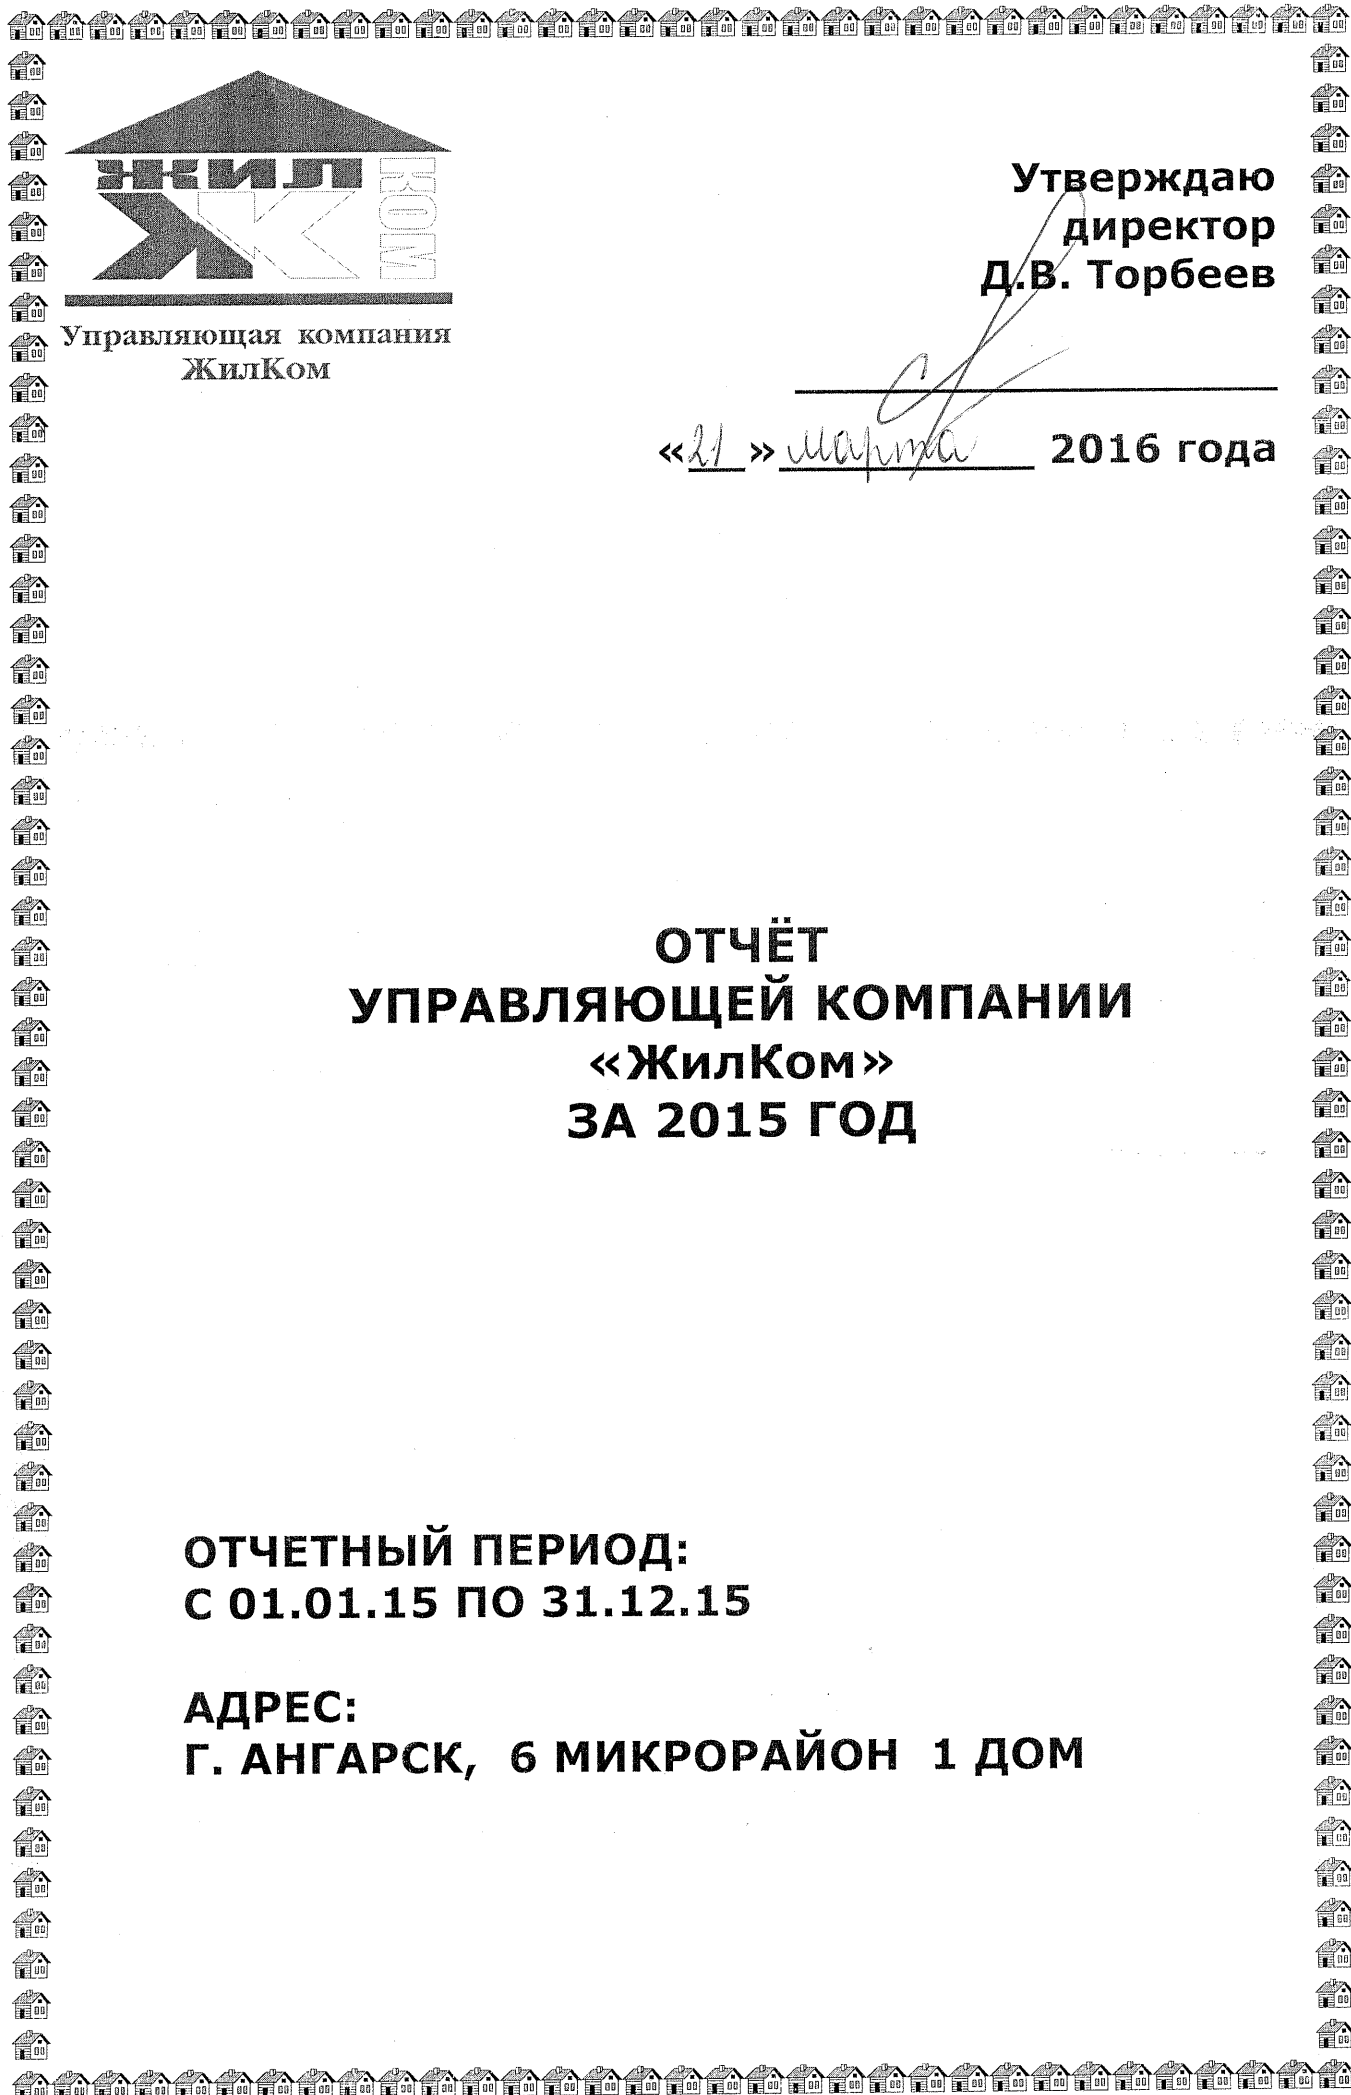 ЖИЛ
КОМ
ЖК
Управляющая компания
ЖилКом
Утверждаю
директор
Д.В. Торбеев
«21» марта 2016 года
ОТЧЁТ
УПРАВЛЯЮЩЕЙ КОМПАНИИ
«ЖилКом»
ЗА 2015 ГОД
ОТЧЕТНЫЙ ПЕРИОД:
С 01.01.15 ПО 31.12.15
АДРЕС:
Г. АНГАРСК, 6 МИКРОРАЙОН 1 ДОМ